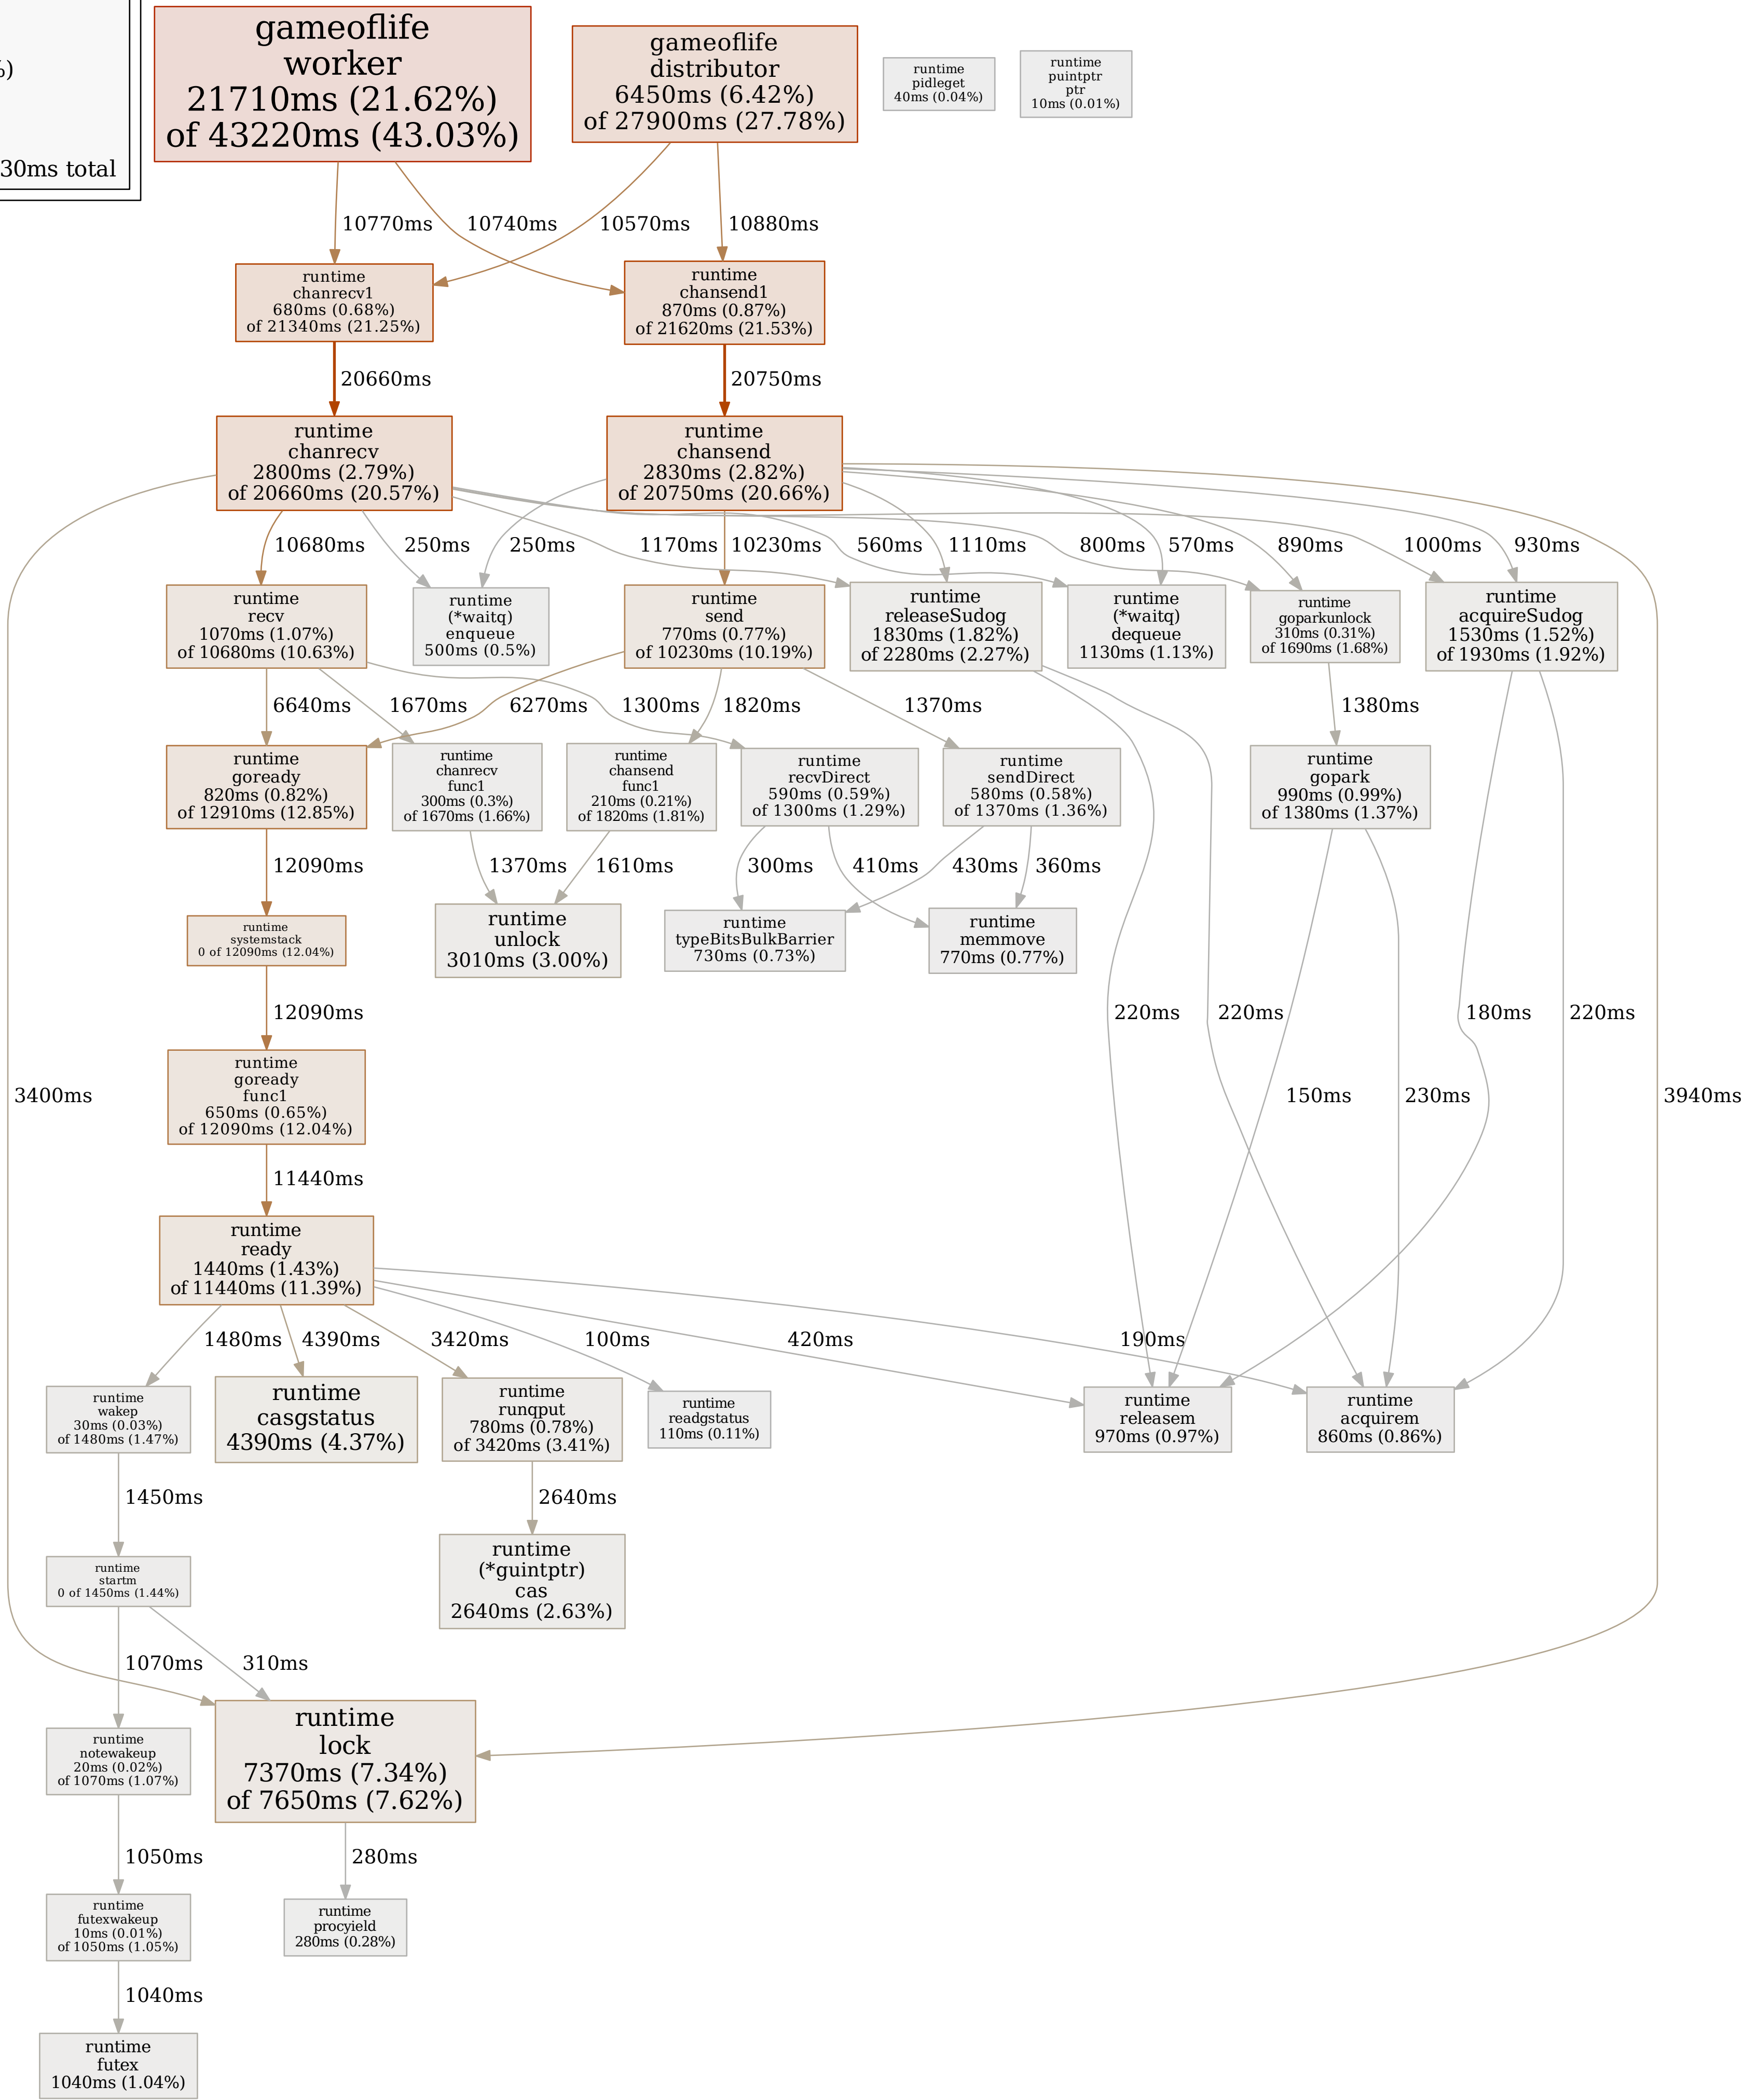 %)
30ms total
gameoflife
worker
21710ms (21.62%)
of 43220ms (43.03%)
gameoflife
distributor
6450ms (6.42%)
of 27900ms (27.78%)
runtime
pidleget
40ms (0.04%)
runtime
puintptr
ptr
10ms (0.01%)
10770ms
10740ms
10570ms
10880ms
runtime
chanrecv1
680ms (0.68%)
of 21340ms (21.25%)
runtime
chansend1
870ms (0.87%)
of 21620ms (21.53%)
20660ms
20750ms
runtime
chanrecv
2800ms (2.79%)
of 20660ms (20.57%)
runtime
chansend
2830ms (2.82%)
of 20750ms (20.66%)
10680ms
250ms
250ms
1170ms
10230ms
560ms
1110ms
800ms
570ms
890ms
1000ms
930ms
runtime
recv
1070ms (1.07%)
of 10680ms (10.63%)
runtime
(*waitq)
enqueue
500ms (0.5%)
runtime
send
770ms (0.77%)
of 10230ms (10.19%)
runtime
releaseSudog
1830ms (1.82%)
of 2280ms (2.27%)
runtime
(*waitq)
dequeue
1130ms (1.13%)
runtime
goparkunlock
310ms (0.31%)
of 1690ms (1.68%)
runtime
acquireSudog
1530ms (1.52%)
of 1930ms (1.92%)
6640ms
1670ms
6270ms
1300ms
1820ms
1370ms
1380ms
runtime
goready
820ms (0.82%)
of 12910ms (12.85%)
runtime
chanrecv
func1
300ms (0.3%)
of 1670ms (1.66%)
runtime
chansend
func1
210ms (0.21%)
of 1820ms (1.81%)
runtime
recvDirect
590ms (0.59%)
of 1300ms (1.29%)
runtime
sendDirect
580ms (0.58%)
of 1370ms (1.36%)
runtime
gopark
990ms (0.99%)
of 1380ms (1.37%)
12090ms
1370ms
1610ms
300ms
410ms
430ms
360ms
runtime
systemstack
0 of 12090ms (12.04%)
runtime
unlock
3010ms (3.00%)
runtime
typeBitsBulkBarrier
730ms (0.73%)
runtime
memmove
770ms (0.77%)
12090ms
220ms
220ms
180ms
220ms
runtime
goready
func1
650ms (0.65%)
of 12090ms (12.04%)
3400ms
150ms
230ms
3940ms
11440ms
runtime
ready
1440ms (1.43%)
of 11440ms (11.39%)
1480ms
4390ms
3420ms
100ms
420ms
190ms
runtime
wakep
30ms (0.03%)
of 1480ms (1.47%)
runtime
casgstatus
4390ms (4.37%)
runtime
runqput
780ms (0.78%)
of 3420ms (3.41%)
runtime
readgstatus
110ms (0.11%)
runtime
releasem
970ms (0.97%)
runtime
acquirem
860ms (0.86%)
1450ms
2640ms
runtime
startm
0 of 1450ms (1.44%)
runtime
(*guintptr)
cas
2640ms (2.63%)
1070ms
310ms
runtime
notewakeup
20ms (0.02%)
of 1070ms (1.07%)
runtime
lock
7370ms (7.34%)
of 7650ms (7.62%)
1050ms
280ms
runtime
futexwakeup
10ms (0.01%)
of 1050ms (1.05%)
runtime
procyield
280ms (0.28%)
1040ms
runtime
futex
1040ms (1.04%)